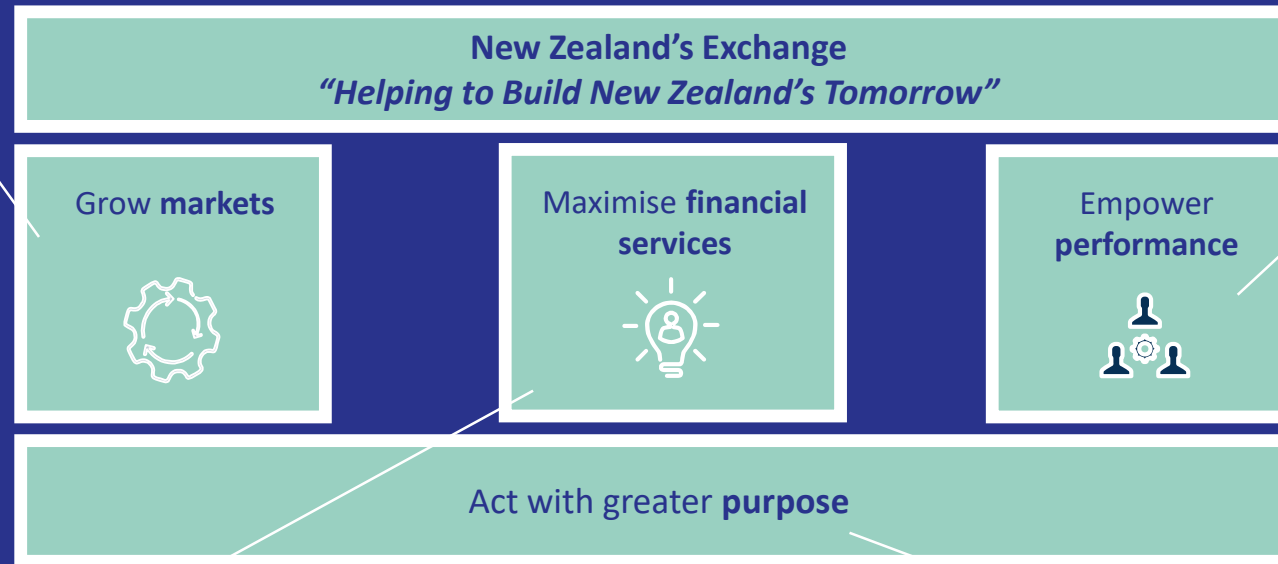 New Zealand’s Exchange
“Helping to Build New Zealand’s Tomorrow”
Grow markets
Maximise financial
services
Empower
performance
Act with greater purpose